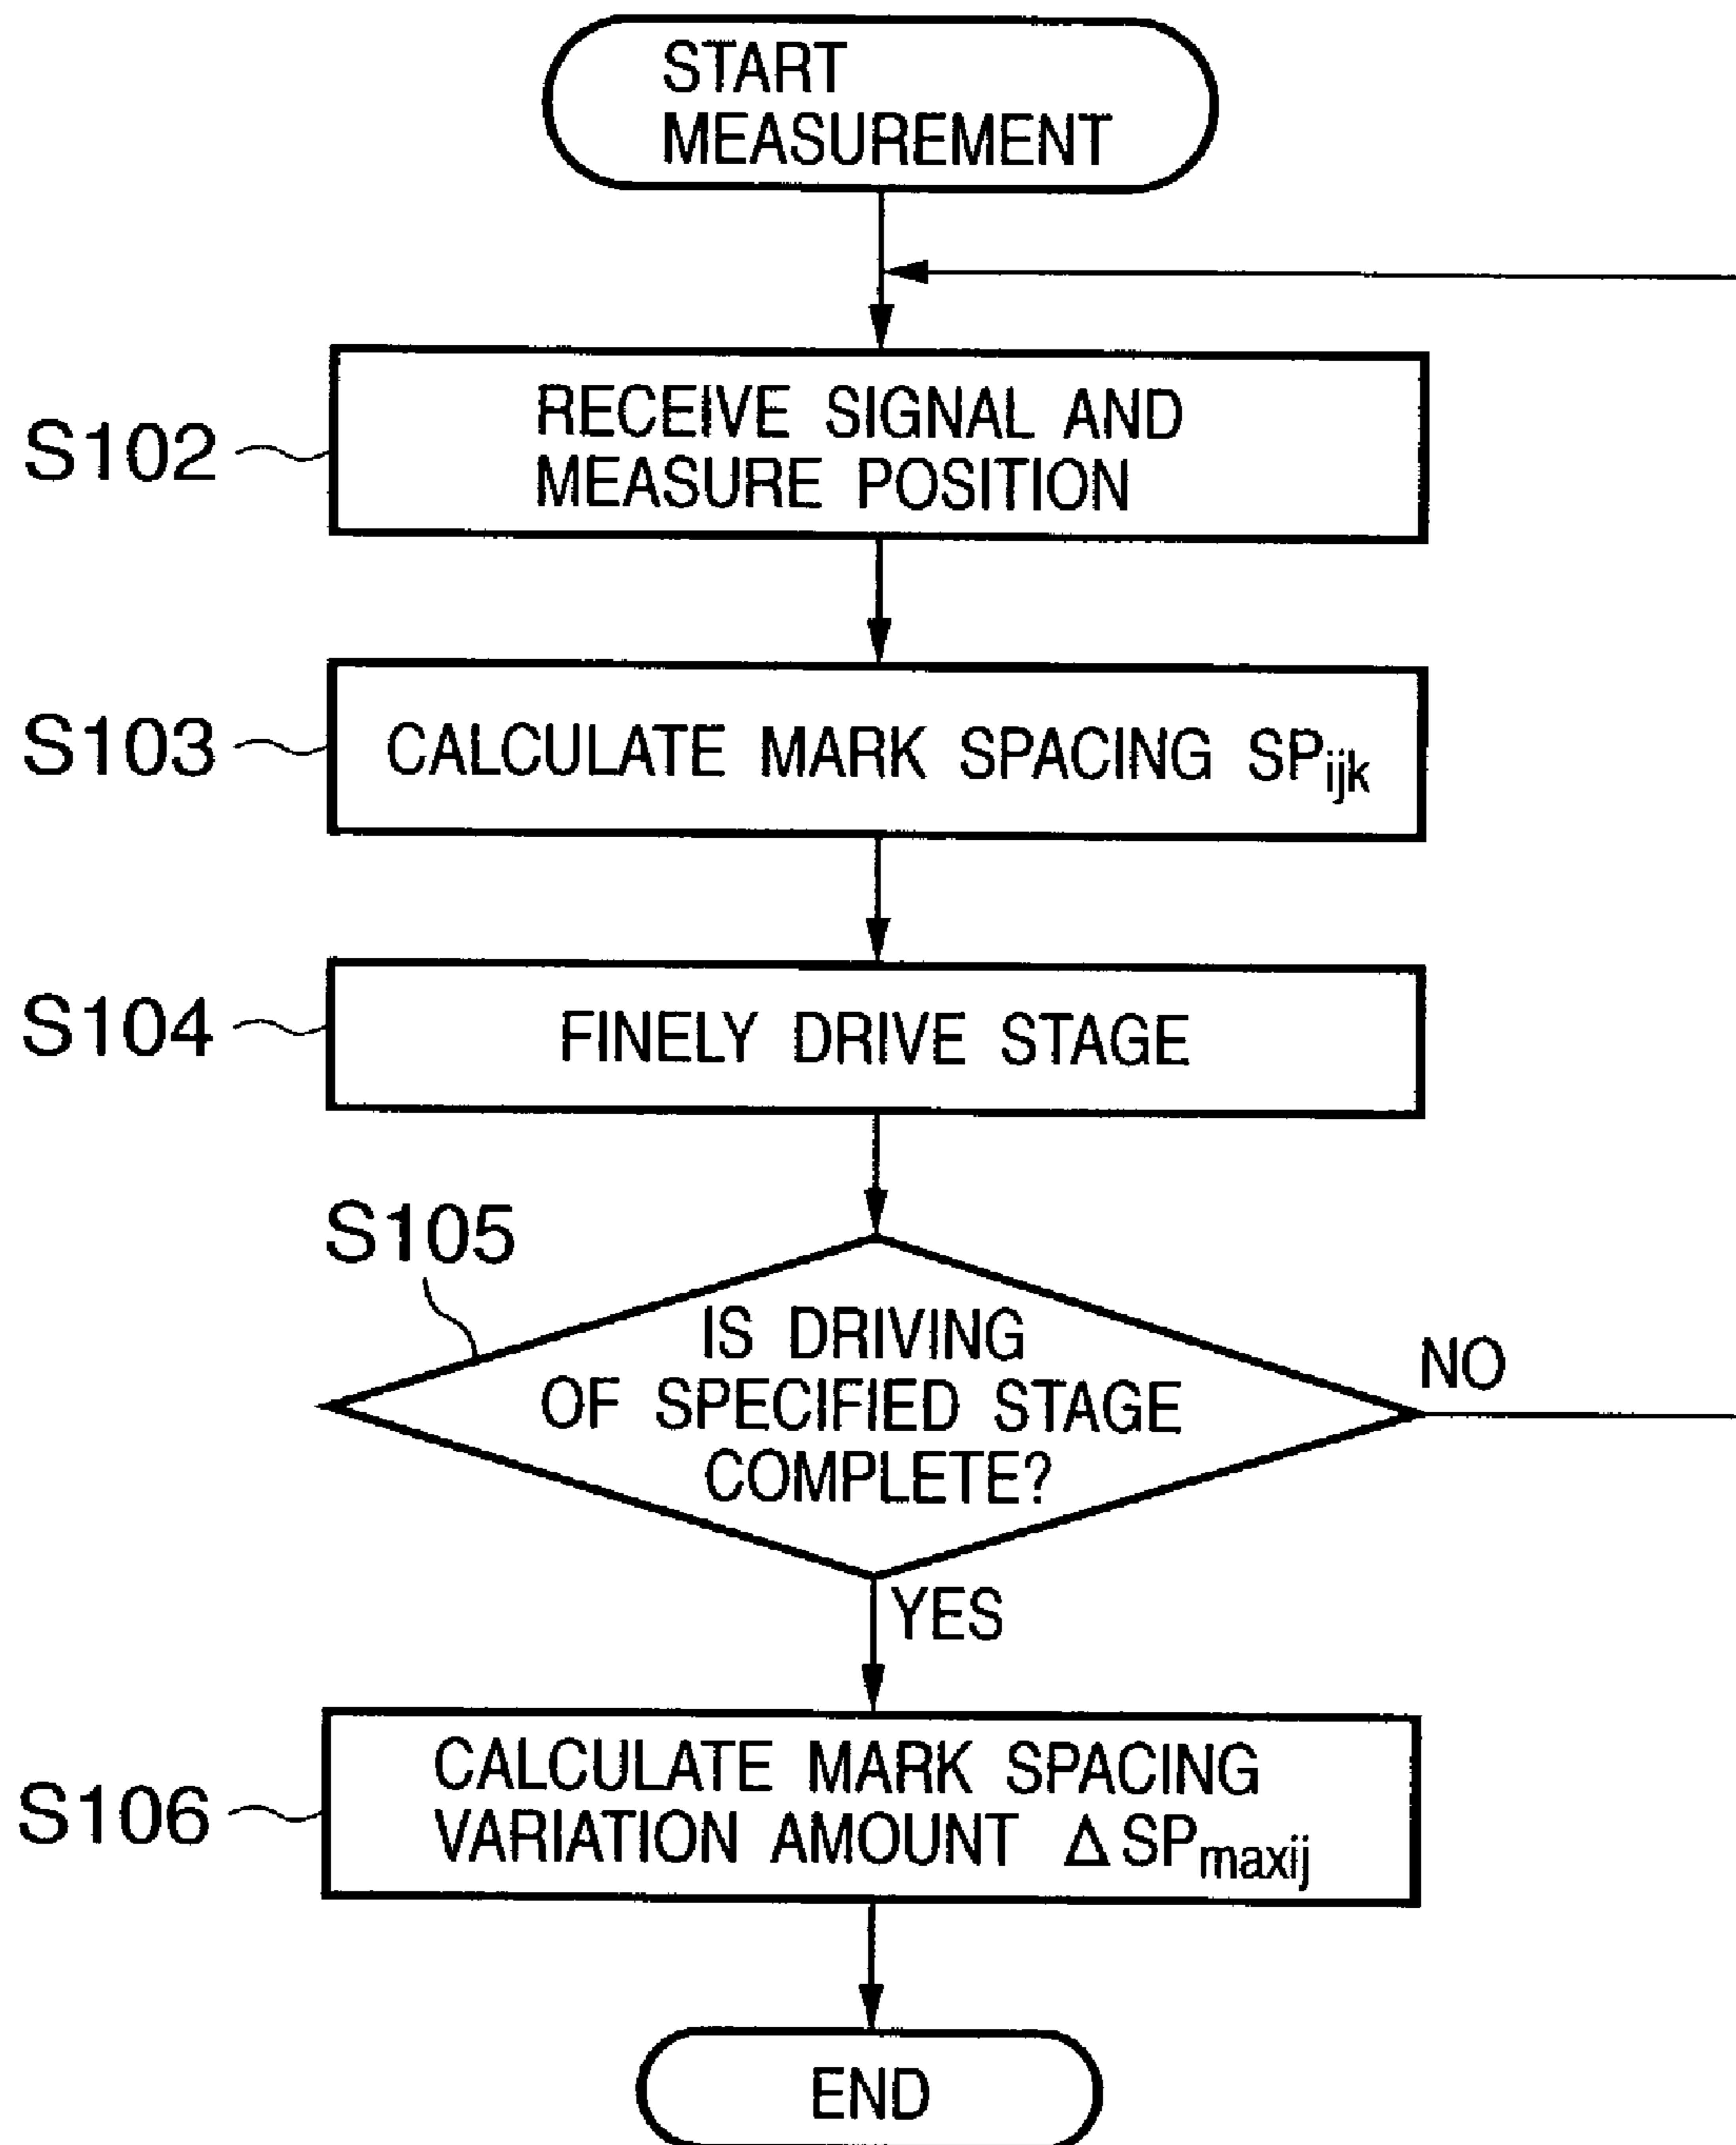 START
MEASUREMENT
S102
RECEIVE SIGNAL AND
MEASURE POSITION
S103
CALCULATE MARK SPACING SPijk
S104
FINELY DRIVE STAGE
S105
IS DRIVING
OF SPECIFIED STAGE
COMPLETE?
NO
YES
S106
CALCULATE MARK SPACING
VARIATION AMOUNT ΔSPmaxij
END